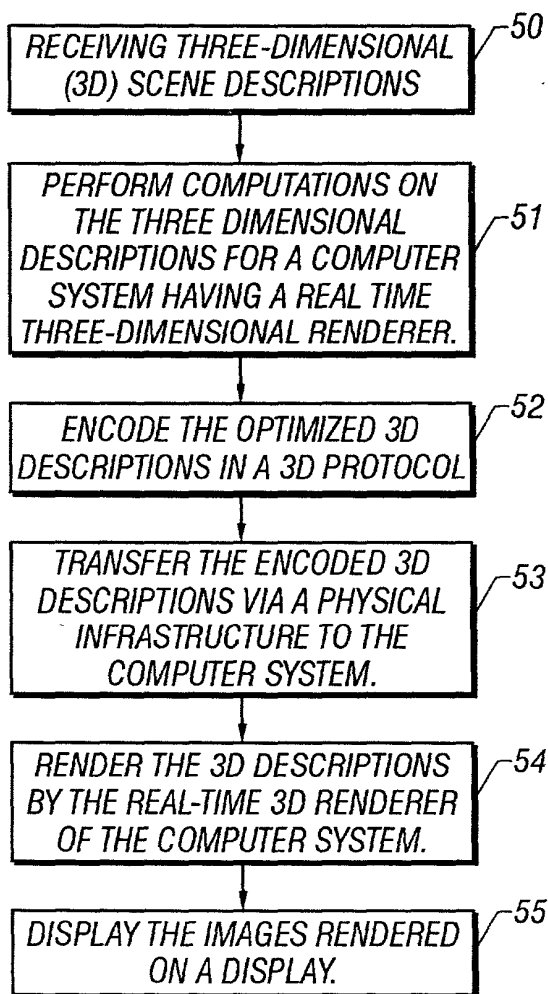 RECEIVING THREE-DIMENSIONAL
(3D) SCENE DESCRIPTIONS
50
PERFORM COMPUTATIONS ON
THE THREE DIMENSIONAL
DESCRIPTIONS FOR A COMPUTER
SYSTEM HAVING A REAL TIME
THREE-DIMENSIONAL RENDERER.
51
ENCODE THE OPTIMIZED 3D
DESCRIPTIONS IN A 3D PROTOCOL
52
TRANSFER THE ENCODED 3D
DESCRIPTIONS VIA A PHYSICAL
INFRASTRUCTURE TO THE
COMPUTER SYSTEM.
53
RENDER THE 3D DESCRIPTIONS
BY THE REAL-TIME 3D RENDERER
OF THE COMPUTER SYSTEM.
54
DISPLAY THE IMAGES RENDERED
ON A DISPLAY.
55